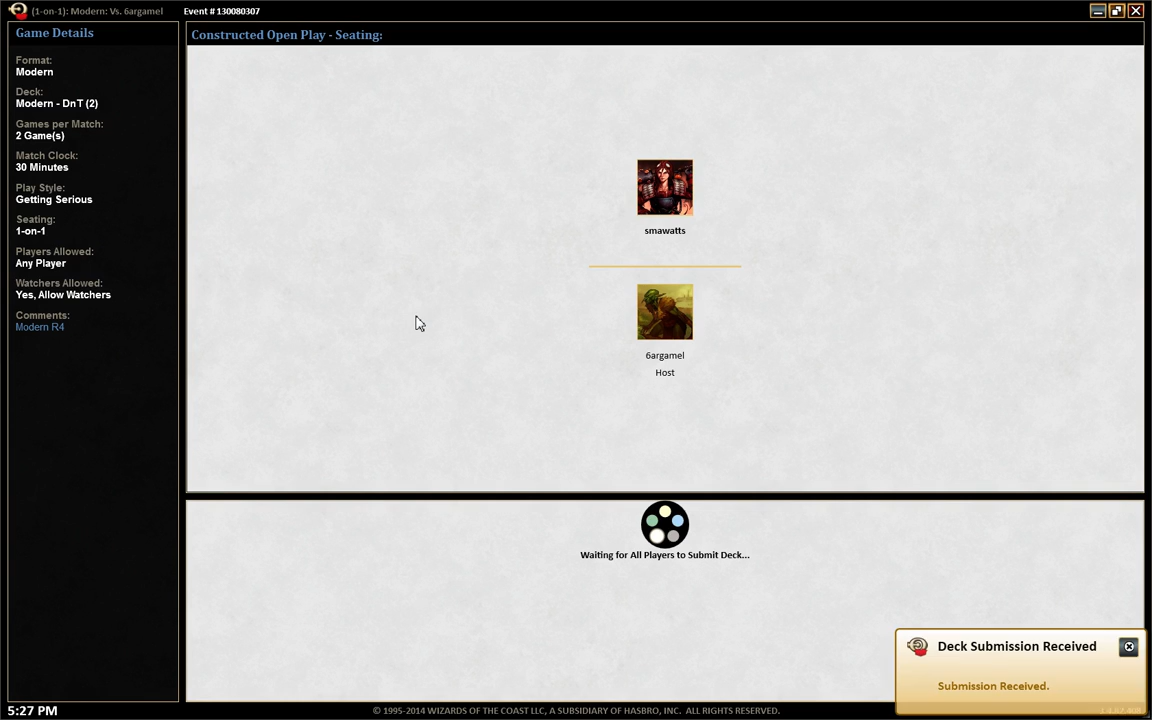 (1-on-1): Modern: Vs. 6argamel Event # 130080307
Game Details
Format:
Modern
Deck:
Modern - DnT (2)
Games per Match:
2 Game(s)
Match Clock:
30 Minutes
Play Style:
Getting Serious
Seating:
1-on-1
Players Allowed:
Any Player
Watchers Allowed:
Yes, Allow Watchers
Comments:
Modern R4
Constructed Open Play - Seating:
smawatts
6argamel
Host
Waiting for All Players to Submit Deck...
Deck Submission Received
Submission Received.
5:27 PM
© 1995-2014 WIZARDS OF THE COAST LLC, A SUBSIDIARY OF HASBRO, INC. ALL RIGHTS RESERVED.